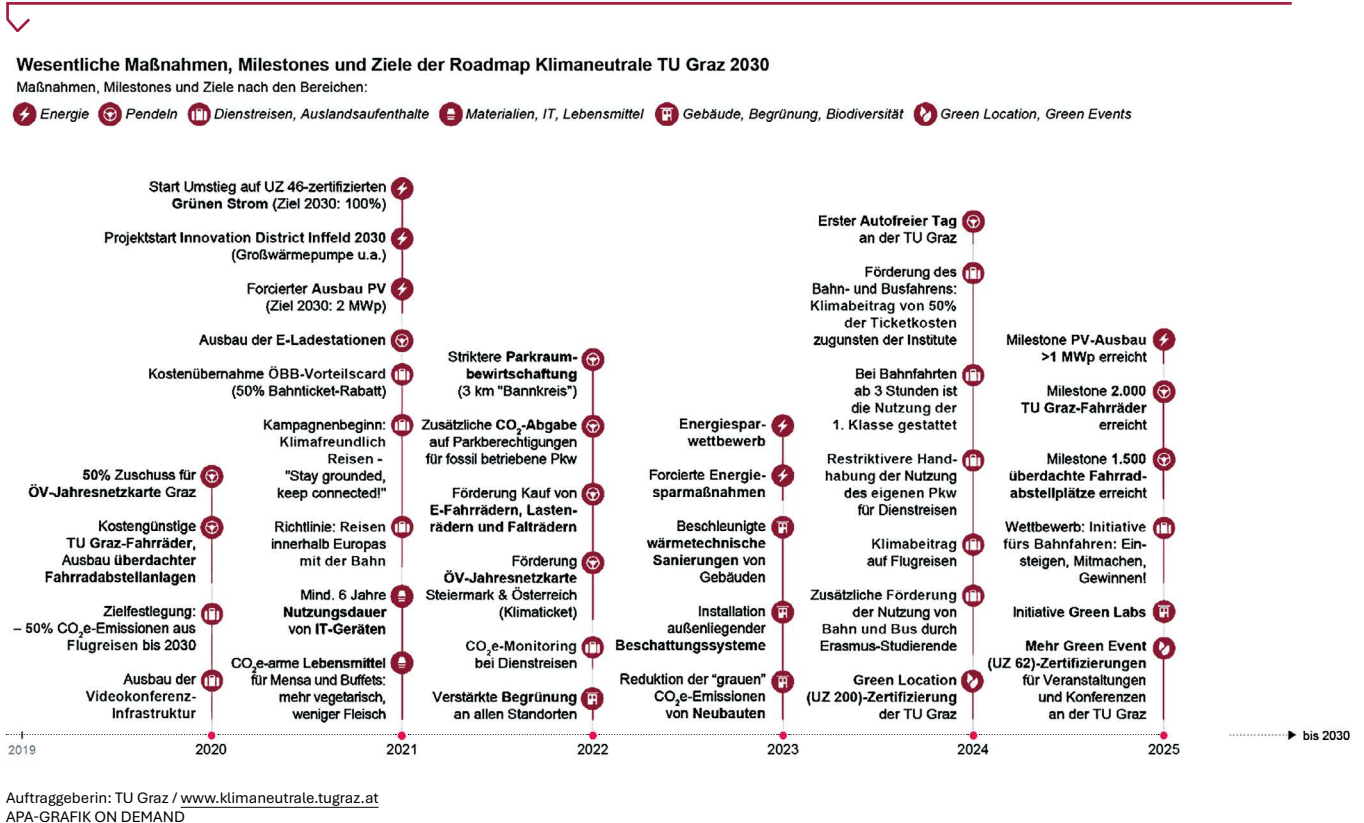 Wesentliche Maßnahmen, Milestones und Ziele der Roadmap Klimaneutrale TU Graz 2030
Maßnahmen, Milestones und Ziele nach den Bereichen:
Energie Pendeln Dienstreisen, Auslandsaufenthalte Materialien, IT, Lebensmittel Gebäude, Begrünung, Biodiversität Green Location, Green Events
50% Zuschuss für
ÖV-Jahresnetzkarte Graz
Kostengünstige
TU Graz-Fahrräder,
Ausbau überdachter
Fahrradabstellanlagen
Zielfestlegung:
– 50% CO₂e-Emissionen aus
Flugreisen bis 2030
Ausbau der
Videokonferenz-
Infrastruktur
Start Umstieg auf UZ 46-zertifizierten
Grünen Strom (Ziel 2030: 100%)
Projektstart Innovation District Inffeld 2030
(Großwärmepumpe u.a.)
Forcierter Ausbau PV
(Ziel 2030: 2 MWp)
Ausbau der E-Ladestationen
Kostenübernahme ÖBB-Vorteilscard
(50% Bahnticket-Rabatt)
Kampagnenbeginn:
Klimafreundlich
Reisen -
"Stay grounded,
keep connected!"
Richtlinie: Reisen
innerhalb Europas
mit der Bahn
Mind. 6 Jahre
Nutzungsdauer
von IT-Geräten
CO₂e-arme Lebensmittel
für Mensa und Buffets:
mehr vegetarisch,
weniger Fleisch
Striktere Parkraum-
bewirtschaftung
(3 km "Bannkreis")
Zusätzliche CO₂-Abgabe
auf Parkberechtigungen
für fossil betriebene Pkw
Förderung Kauf von
E-Fahrrädern, Lasten-
rädern und Falträdern
Förderung
ÖV-Jahresnetzkarte
Steiermark & Österreich
(Klimaticket)
CO₂e-Monitoring
bei Dienstreisen
Verstärkte Begrünung
an allen Standorten
Energiespar-
wettbewerb
Forcierte Energie-
sparmaßnahmen
Beschleunigte
wärmetechnische
Sanierungen von
Gebäuden
Installation
außenliegender
Beschattungssysteme
Reduktion der “grauen”
CO₂e-Emissionen
von Neubauten
Erster Autofreier Tag
an der TU Graz
Förderung des
Bahn- und Busfahrens:
Klimabeitrag von 50%
der Ticketkosten
zugunsten der Institute
Bei Bahnfahrten
ab 3 Stunden ist
die Nutzung der
1. Klasse gestattet
Restriktivere Hand-
habung der Nutzung
des eigenen Pkw
für Dienstreisen
Klimabeitrag
auf Flugreisen
Zusätzliche Förderung
der Nutzung von
Bahn und Bus durch
Erasmus-Studierende
Green Location
(UZ 200)-Zertifizierung
der TU Graz
Milestone PV-Ausbau
>1 MWp erreicht
Milestone 2.000
TU Graz-Fahrräder
erreicht
Milestone 1.500
überdachte Fahrrad-
abstellplätze erreicht
Wettbewerb: Initiative
fürs Bahnfahren: Ein-
steigen, Mitmachen,
Gewinnen!
Initiative Green Labs
Mehr Green Event
(UZ 62)-Zertifizierungen
für Veranstaltungen
und Konferenzen
an der TU Graz
2019 2020 2021 2022 2023 2024 2025 bis 2030
Auftraggeberin: TU Graz / www.klimaneutrale.tugraz.at
APA-GRAFIK ON DEMAND